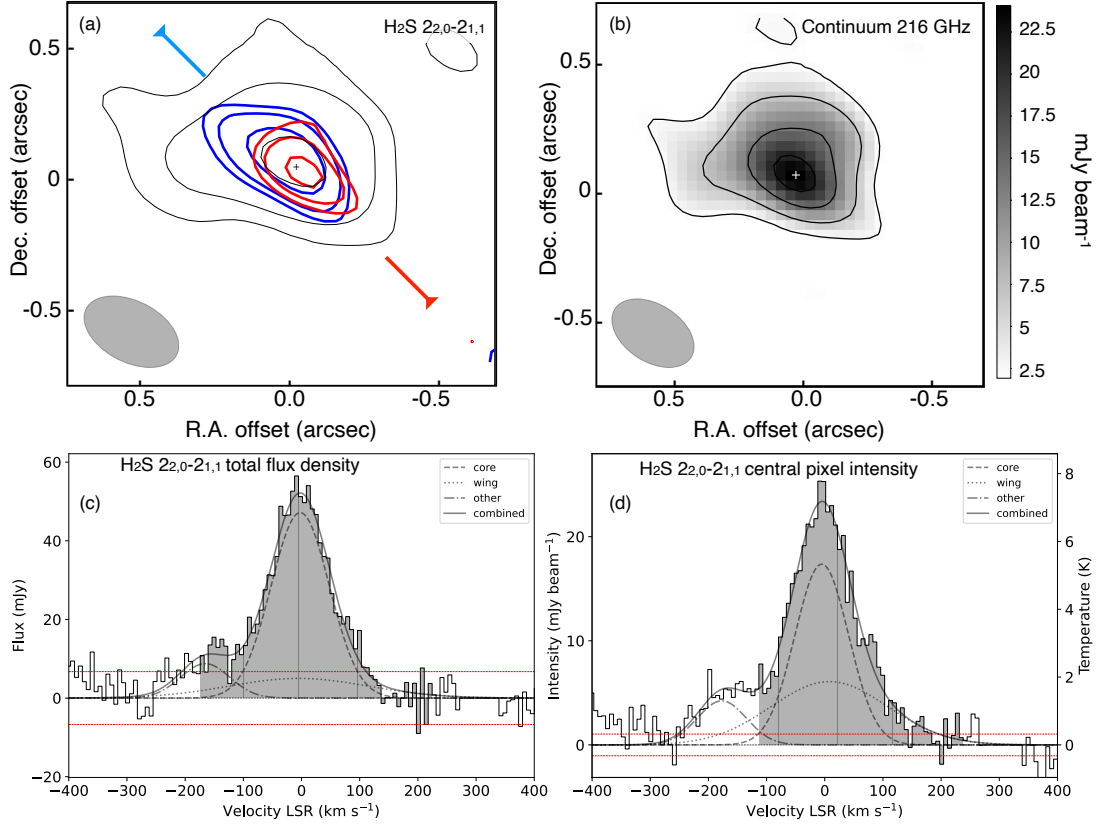 (a) H2S 22,0-21,1
0.5
0
-0.5
Dec. offset (arcsec)
0.5 0.0 -0.5
R.A. offset (arcsec)
(b) Continuum 216 GHz
0.5
0
-0.5
Dec. offset (arcsec)
0.5 0.0 -0.5
R.A. offset (arcsec)
22.5
20
17.5
15
12.5
10
7.5
5
2.5
mJy beam-1
H2S 22,0-21,1 total flux density
(c)
core
wing
other
combined
60
40
20
0
−20
Flux (mJy)
−400 −300 −200 −100 0 100 200 300 400
Velocity LSR (km s−1)
H2S 22,0-21,1 central pixel intensity
(d)
core
wing
other
combined
20
10
0
Intensity (mJy beam−1)
8
6
4
2
0
Temperature (K)
−400 −300 −200 −100 0 100 200 300 400
Velocity LSR (km s−1)